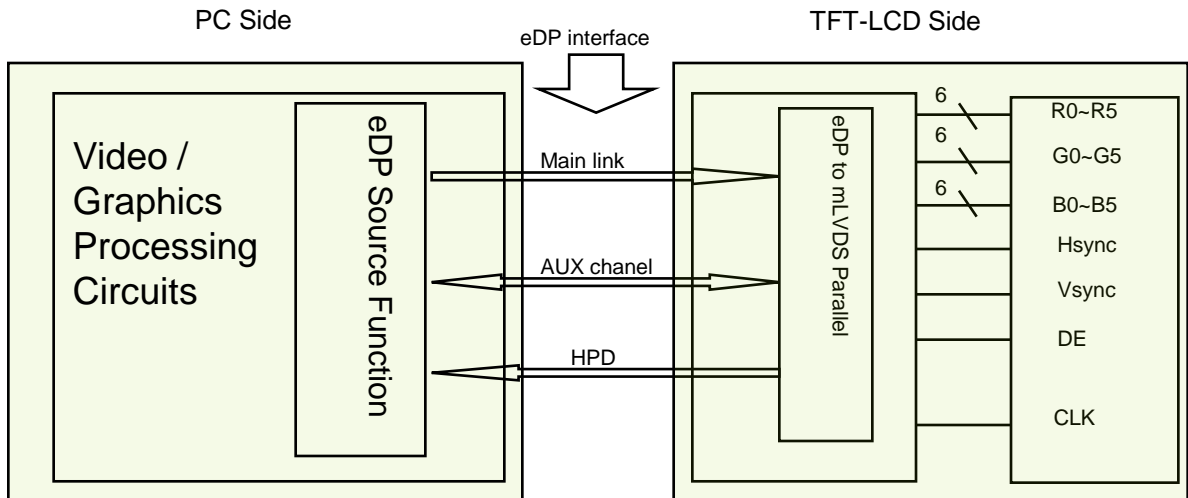 PC Side
eDP interface
TFT-LCD Side
Video /
Graphics
Processing
Circuits
eDP Source Function
Main link
AUX chanel
HPD
eDP to mLVDS Parallel
6
R0~R5
6
G0~G5
6
B0~B5
Hsync
Vsync
DE
CLK